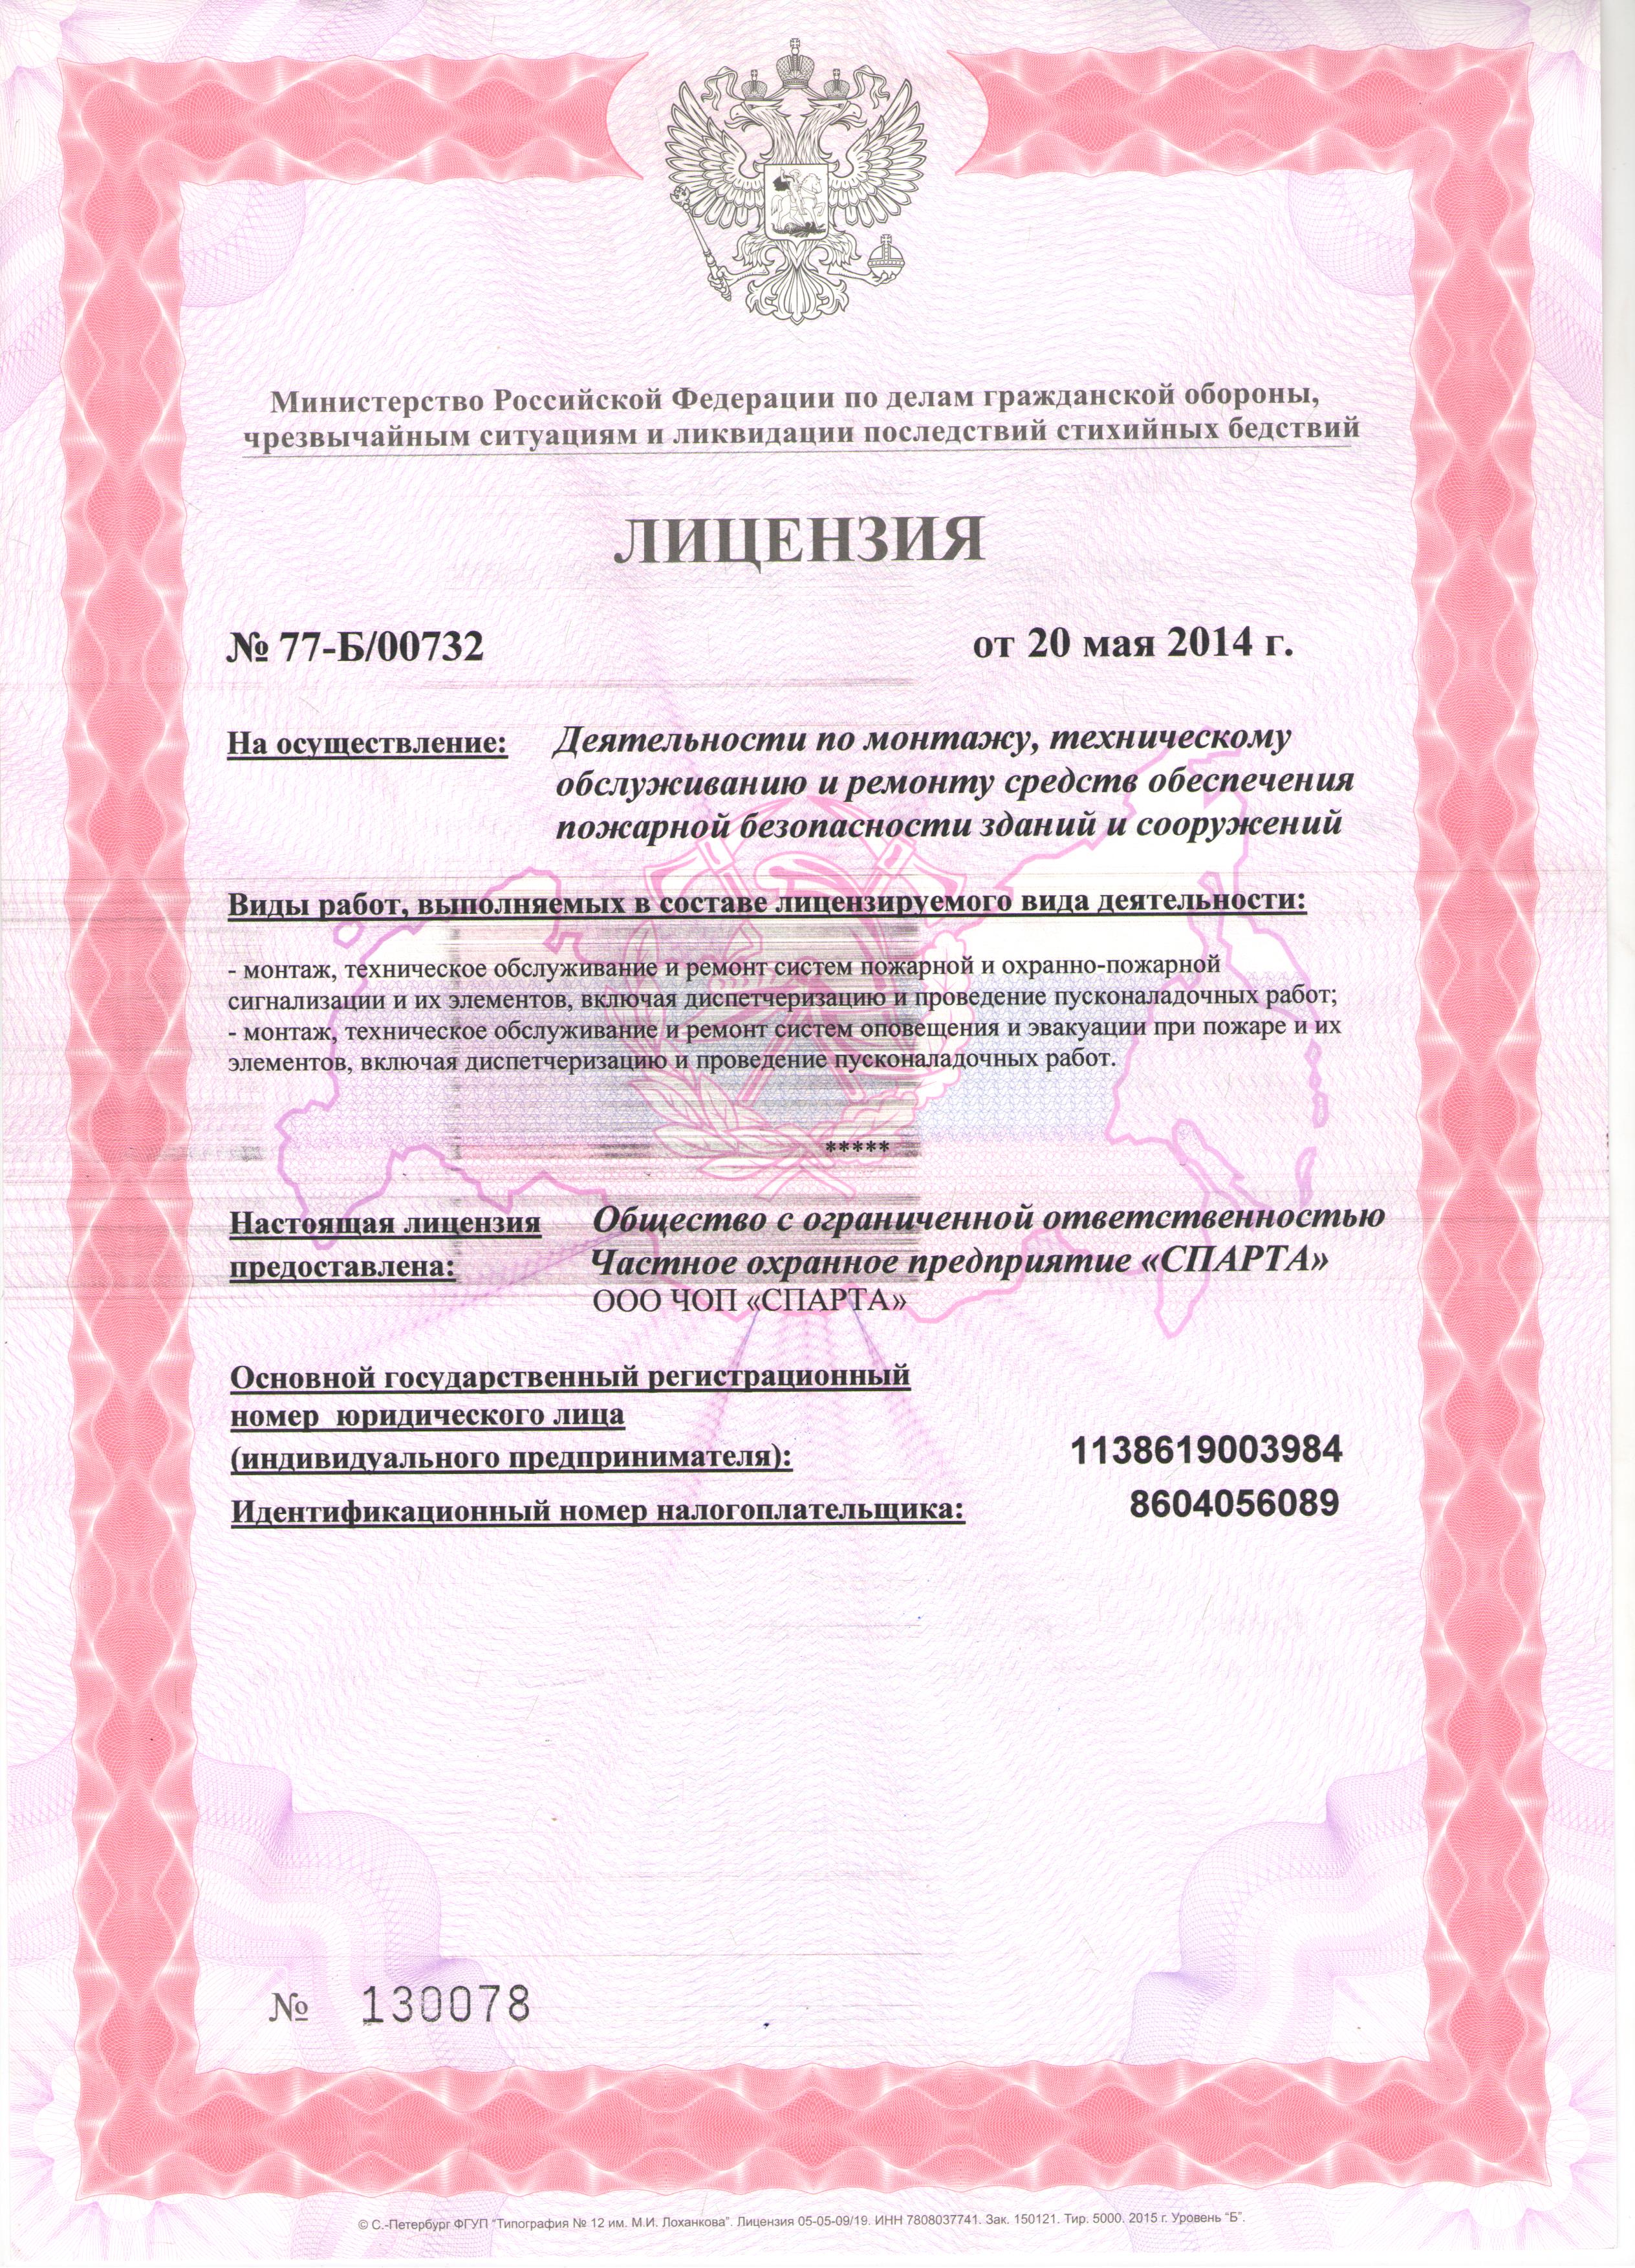 Министерство Российской Федерации по делам гражданской обороны,
чрезвычайным ситуациям и ликвидации последствий стихийных бедствий
ЛИЦЕНЗИЯ
№ 77-Б/00732 от 20 мая 2014 г.
На осуществление: Деятельности по монтажу, техническому
обслуживанию и ремонту средств обеспечения
пожарной безопасности зданий и сооружений
Виды работ, выполняемых в составе лицензируемого вида деятельности:
- монтаж, техническое обслуживание и ремонт систем пожарной и охранно-пожарной
сигнализации и их элементов, включая диспетчеризацию и проведение пусконаладочных работ;
- монтаж, техническое обслуживание и ремонт систем оповещения и эвакуации при пожаре и их
элементов, включая диспетчеризацию и проведение пусконаладочных работ.
*****
Настоящая лицензия Общество с ограниченной ответственностью
предоставлена: Частное охранное предприятие «СПАРТА»
ООО ЧОП «СПАРТА»
Основной государственный регистрационный
номер юридического лица
(индивидуального предпринимателя): 1138619003984
Идентификационный номер налогоплательщика: 8604056089
№ 130078
© С.-Петербург ФГУП "Типография № 12 им. М.И. Лоханкова". Лицензия 05-05-09/19. ИНН 7808037741. Зак. 150121. Тир. 5000. 2015 г. Уровень "Б".